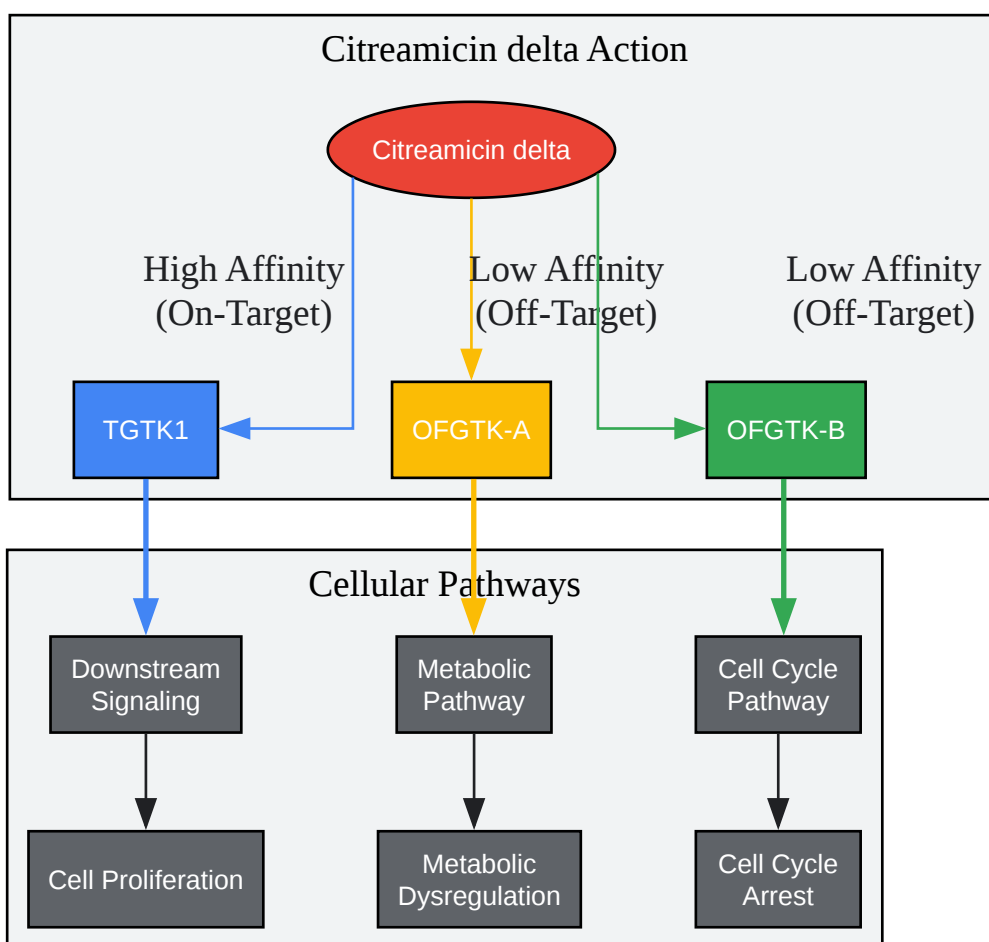 Citreamicin delta Action
Citreamicin delta
High Affinity
(On-Target)
Low Affinity
(Off-Target)
Low Affinity
(Off-Target)
TGTK1
OFGTK-A
OFGTK-B
Cellular Pathways
Downstream
Signaling
Metabolic
Pathway
Cell Cycle
Pathway
Cell Proliferation
Metabolic
Dysregulation
Cell Cycle
Arrest